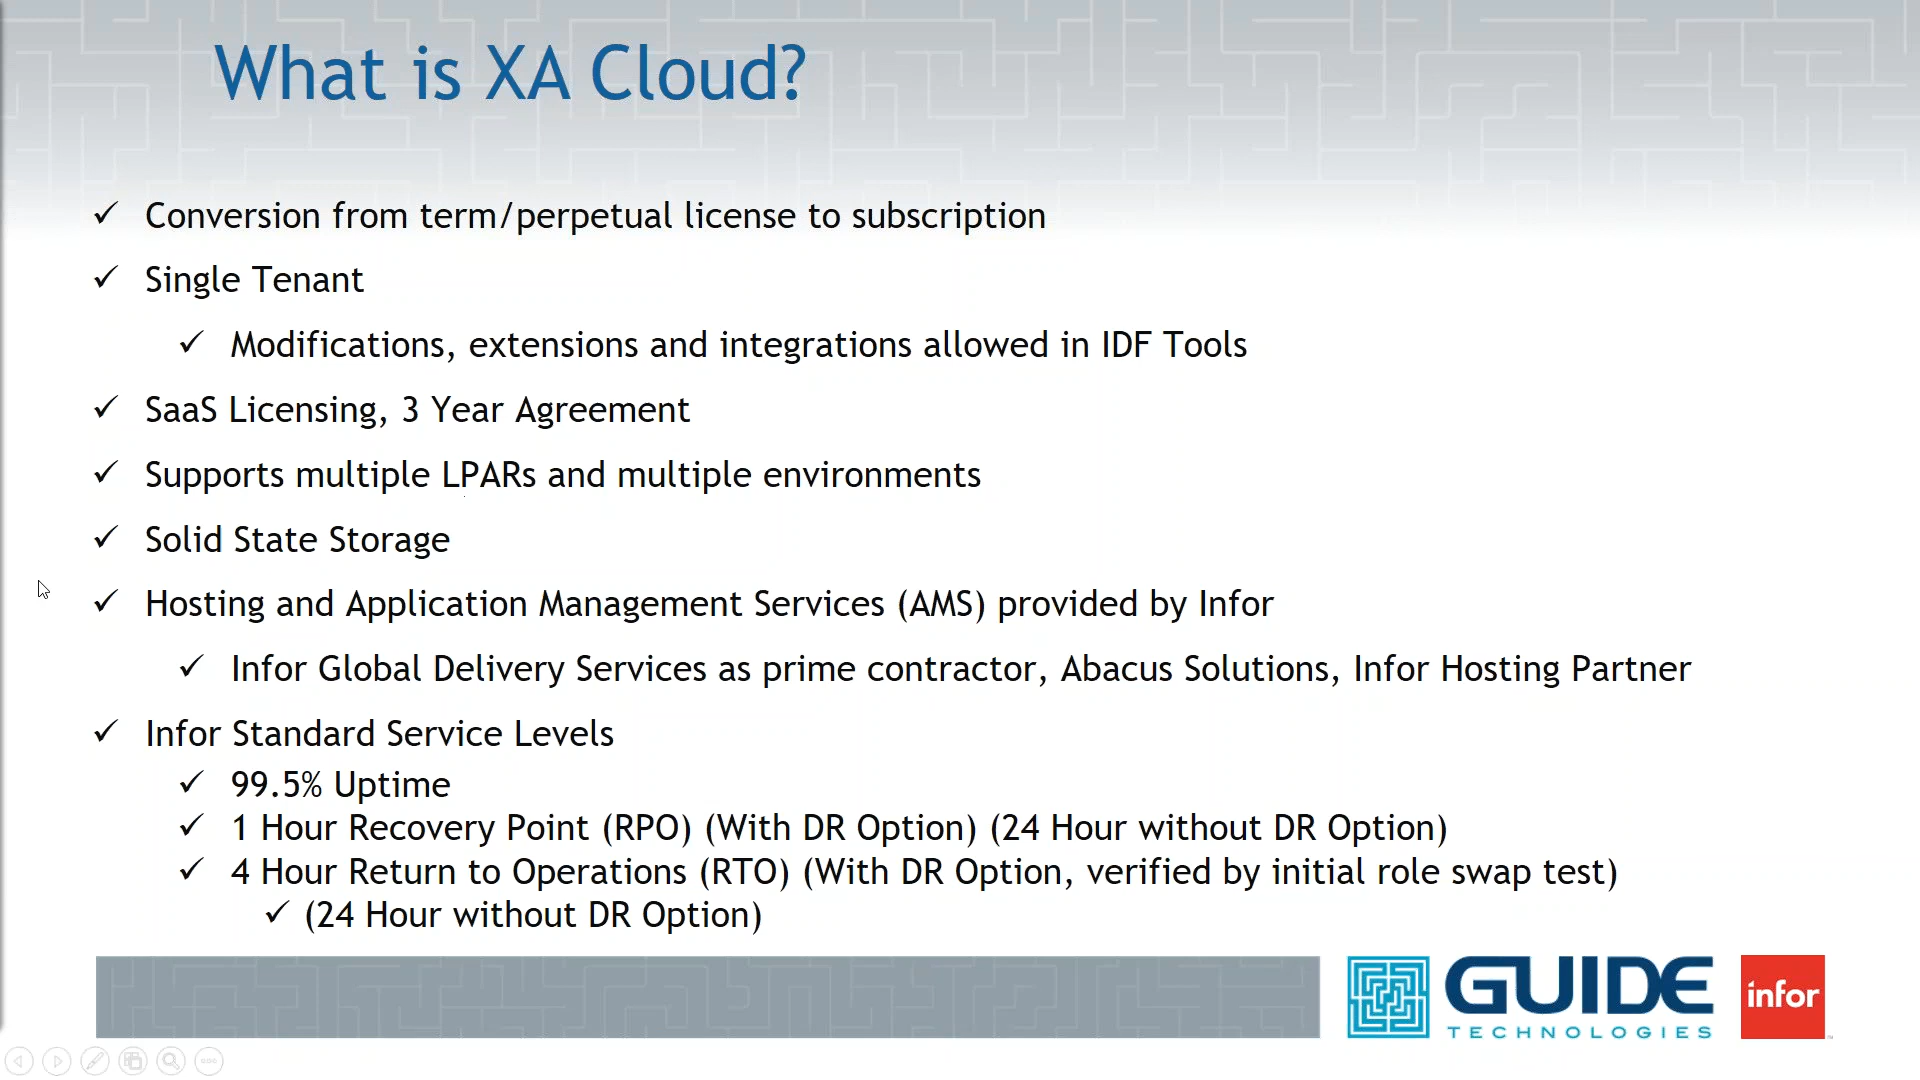 What is XA Cloud?
Conversion from term/perpetual license to subscription
Single Tenant
Modifications, extensions and integrations allowed in IDF Tools
SaaS Licensing, 3 Year Agreement
Supports multiple LPARs and multiple environments
Solid State Storage
Hosting and Application Management Services (AMS) provided by Infor
Infor Global Delivery Services as prime contractor, Abacus Solutions, Infor Hosting Partner
Infor Standard Service Levels
99.5% Uptime
1 Hour Recovery Point (RPO) (With DR Option) (24 Hour without DR Option)
4 Hour Return to Operations (RTO) (With DR Option, verified by initial role swap test)
(24 Hour without DR Option)
GUIDE
TECHNOLOGIES
infor